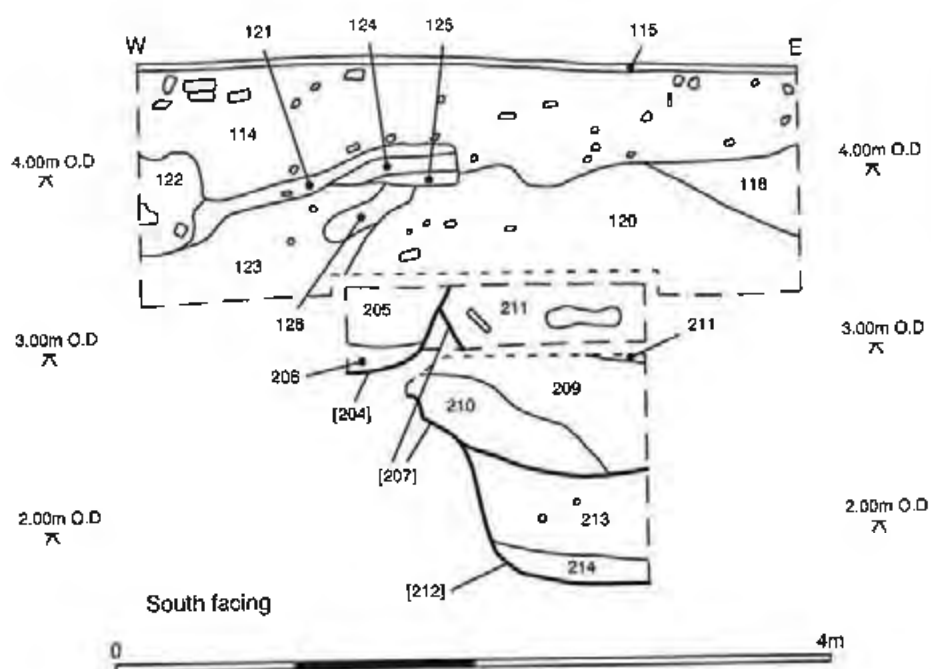 121 124 125 115
W E
114
4.00m O.D 4.00m O.D
122 118
120
123
205 211
126 211
3.00m O.D 3.00m O.D
206 209
[204] 210
[207]
2.00m O.D 213 2.00m O.D
214
[212]
South facing
0 4m